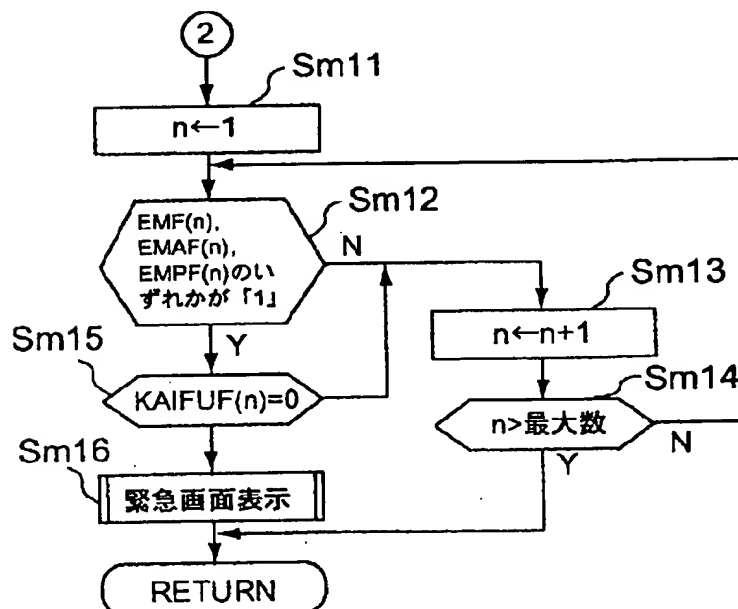 2
Sm11
n←1
Sm12
EMF(n),
EMAF(n),
EMPF(n)のい
ずれかが「1」
N
Y
Sm13
n←n+1
Sm15
KAIFUF(n)=0
Sm14
n>最大数
N
Y
Sm16
緊急画面表示
RETURN